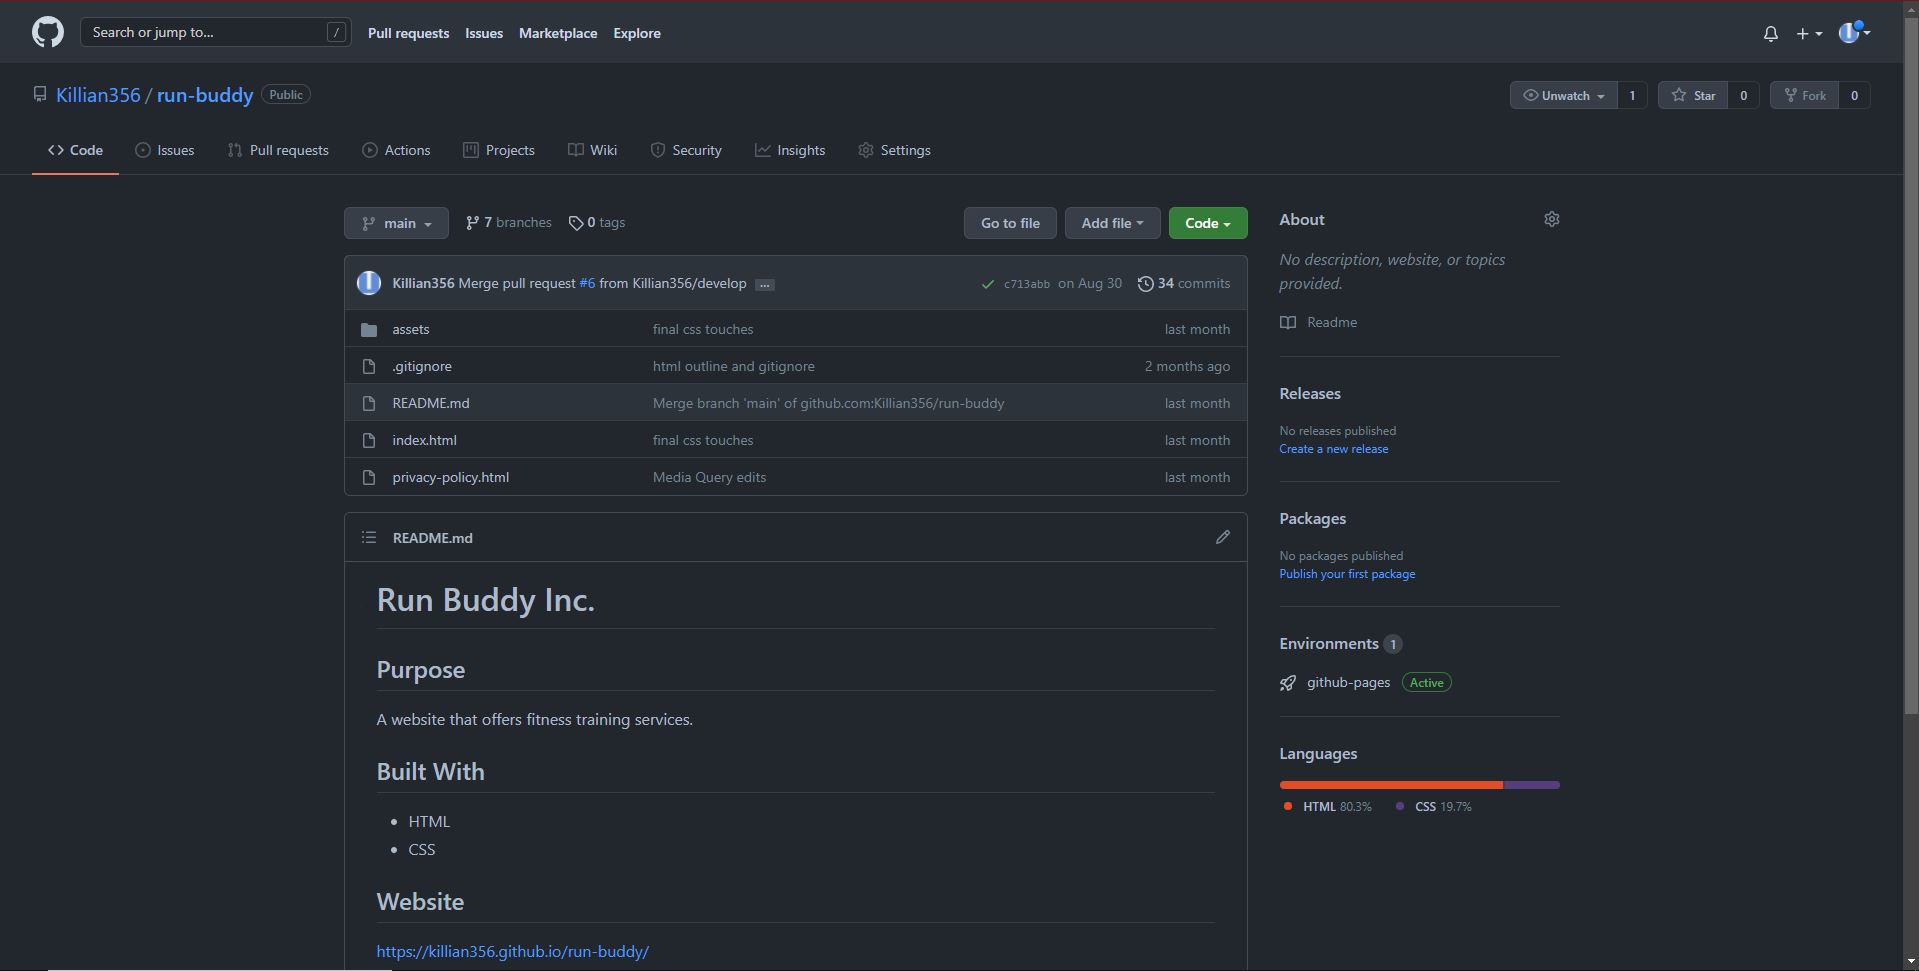 Search or jump to... /
Pull requests Issues Marketplace Explore
Killian356 / run-buddy Public
Unwatch 1 Star 0 Fork 0
Code Issues Pull requests Actions Projects Wiki Security Insights Settings
main 7 branches 0 tags
Go to file Add file Code
Killian356 Merge pull request #6 from Killian356/develop ... c713abb on Aug 30 34 commits
assets final css touches last month
.gitignore html outline and gitignore 2 months ago
README.md Merge branch 'main' of github.com:Killian356/run-buddy last month
index.html final css touches last month
privacy-policy.html Media Query edits last month
README.md
Run Buddy Inc.
Purpose
A website that offers fitness training services.
Built With
HTML
CSS
Website
https://killian356.github.io/run-buddy/
About
No description, website, or topics
provided.
Readme
Releases
No releases published
Create a new release
Packages
No packages published
Publish your first package
Environments 1
github-pages Active
Languages
HTML 80.3% CSS 19.7%